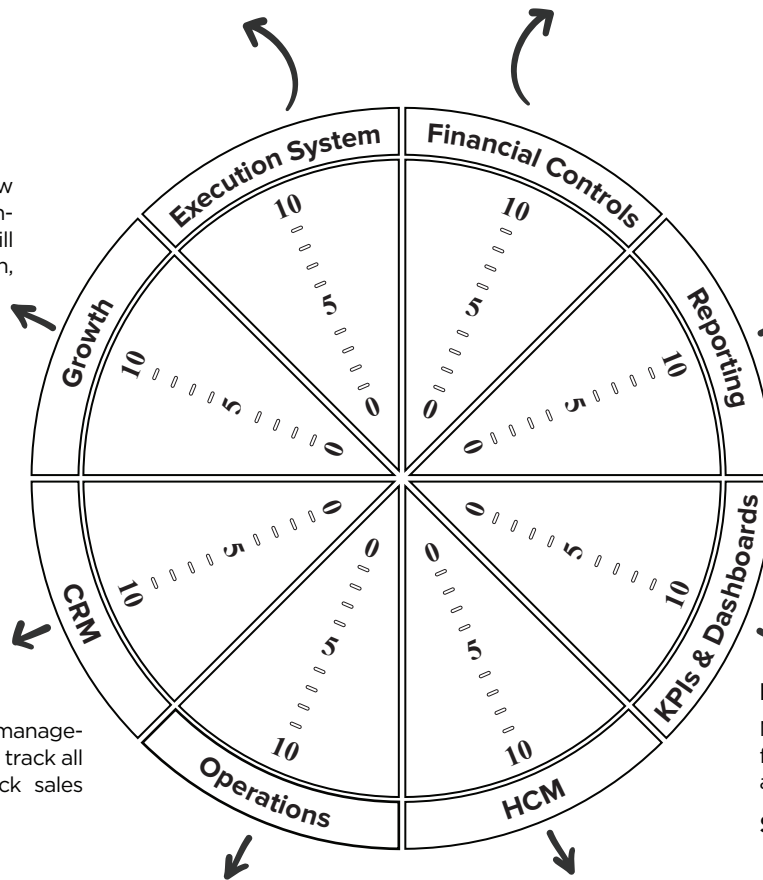 Execution System
10
5
0
Financial Controls
10
5
0
Reporting
10
5
0
KPIs & Dashboards
0
5
10
HCM
0
5
10
Operations
0
5
10
CRM
0
5
10
Growth
10
5
0
w
n-
ill
n,
manage-
track all
ck sales